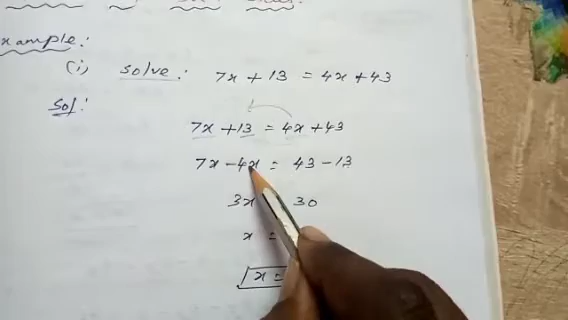 xample:
(i) solve: 7x + 13 = 4x + 43
Sol:
7x + 13 = 4x + 43
7x - 4x = 43 - 13
3x 30
x =
x =